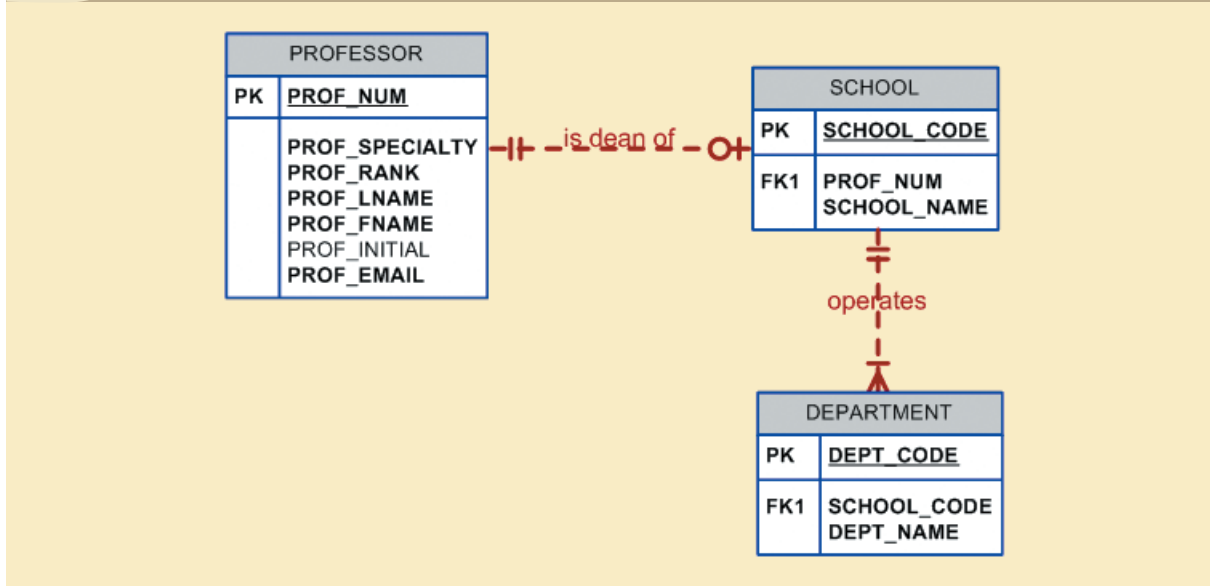 PROFESSOR
PK PROF_NUM
PROF_SPECIALTY
PROF_RANK
PROF_LNAME
PROF_FNAME
PROF_INITIAL
PROF_EMAIL
is dean of
SCHOOL
PK SCHOOL_CODE
FK1 PROF_NUM
SCHOOL_NAME
operates
DEPARTMENT
PK DEPT_CODE
FK1 SCHOOL_CODE
DEPT_NAME